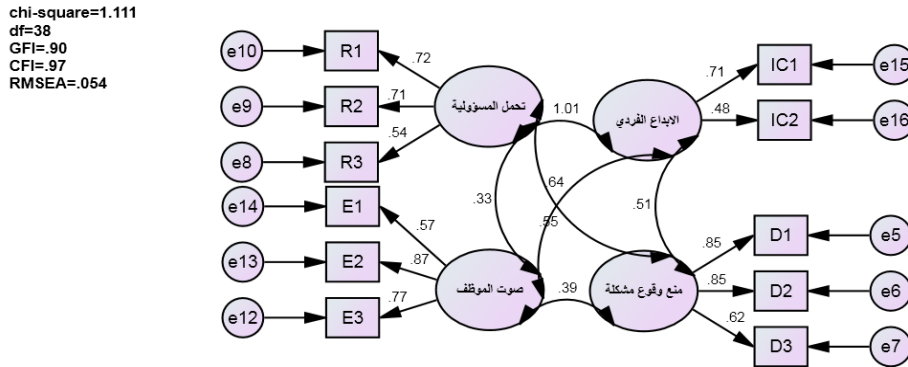 chi-square=1.111
df=38
GFI=.90
CFI=.97
RMSEA=.054
e10
R1
.72
e9
R2
.71
e8
R3
.54
تحمل المسؤولية
1.01
الابداع الفردي
.71
IC1
e15
.48
IC2
e16
.33
.64
.55
.51
e14
E1
.57
e13
E2
.87
e12
E3
.77
صوت الموظف
.39
منع وقوع مشكلة
.85
D1
e5
.85
D2
e6
.62
D3
e7